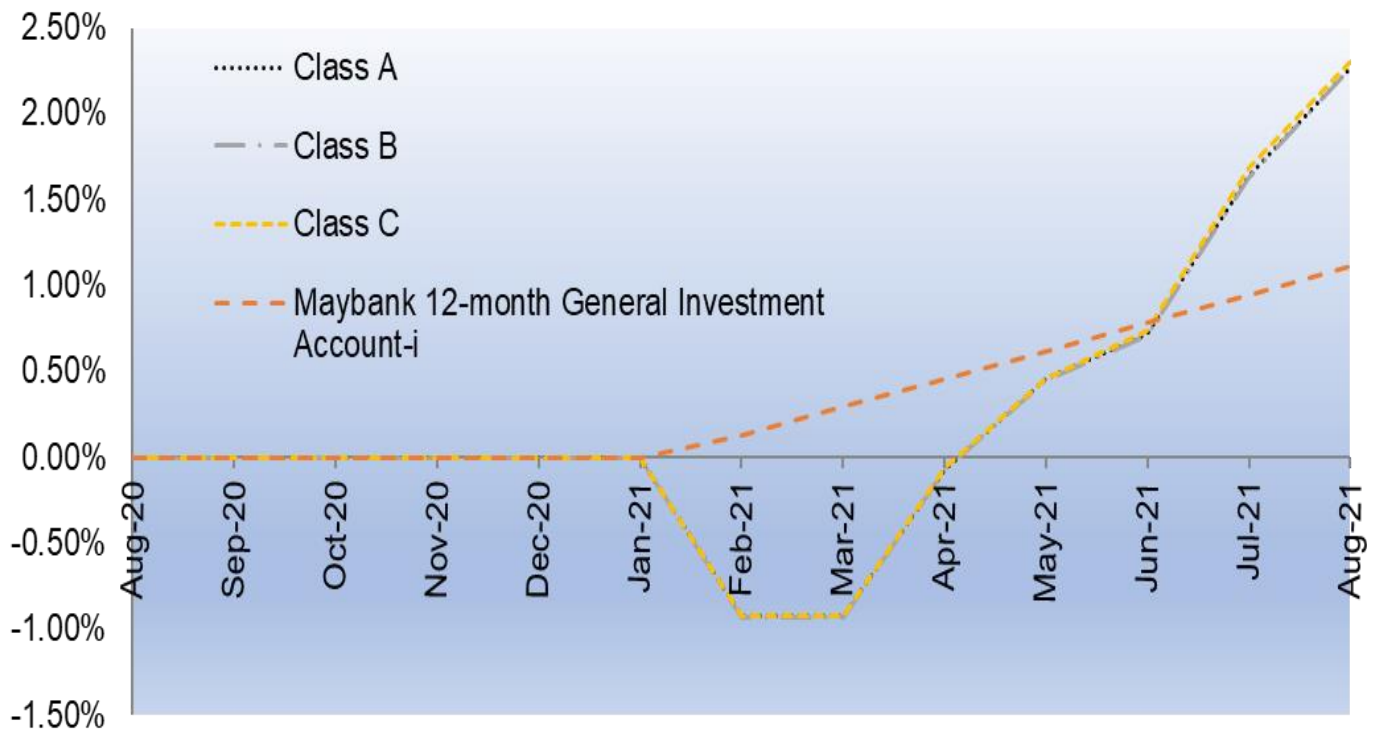 2.50%
2.00%
1.50%
1.00%
0.50%
0.00%
-0.50%
-1.00%
-1.50%
Class A
Class B
Class C
Maybank 12-month General Investment
Account-i
Aug-20
Sep-20
Oct-20
Nov-20
Dec-20
Jan-21
Feb-21
Mar-21
Apr-21
May-21
Jun-21
Jul-21
Aug-21